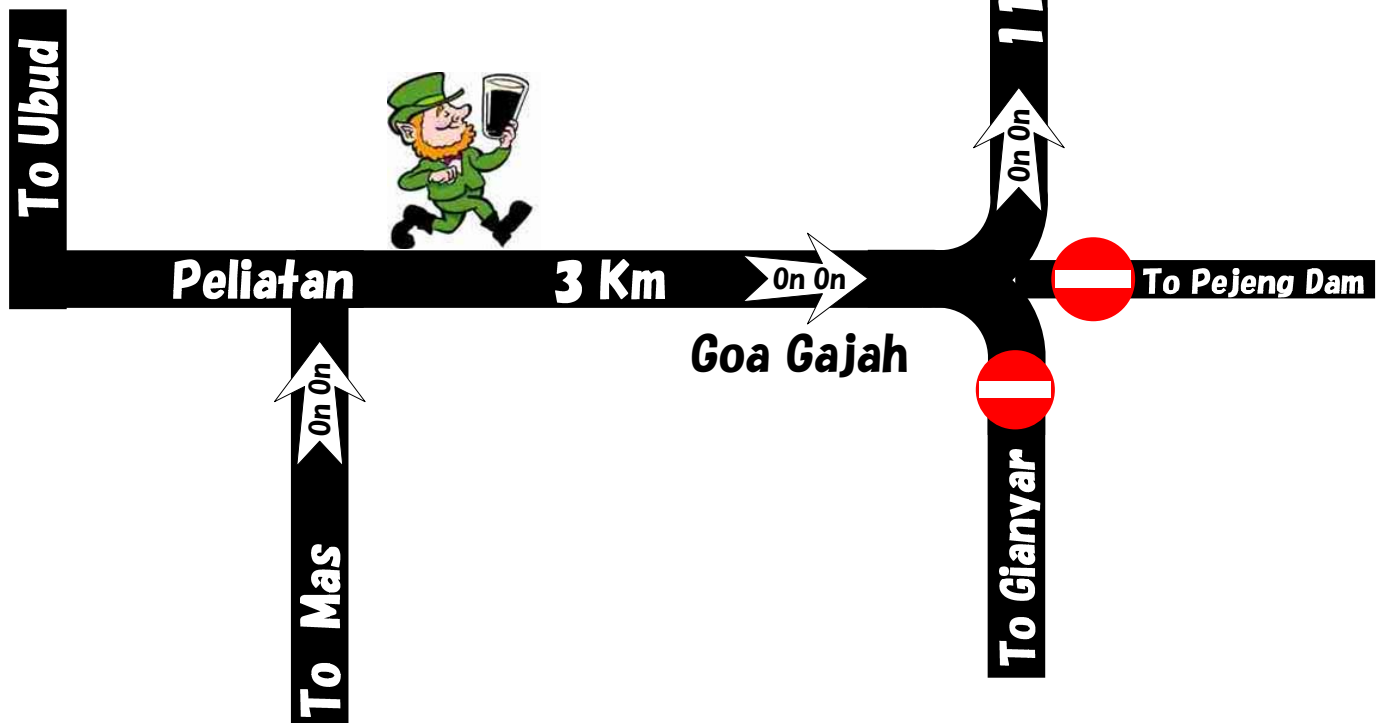 To Ubud
On On
Peliatan
3 Km
On On
To Pejeng Dam
Goa Gajah
On On
To Gianyar
To Mas